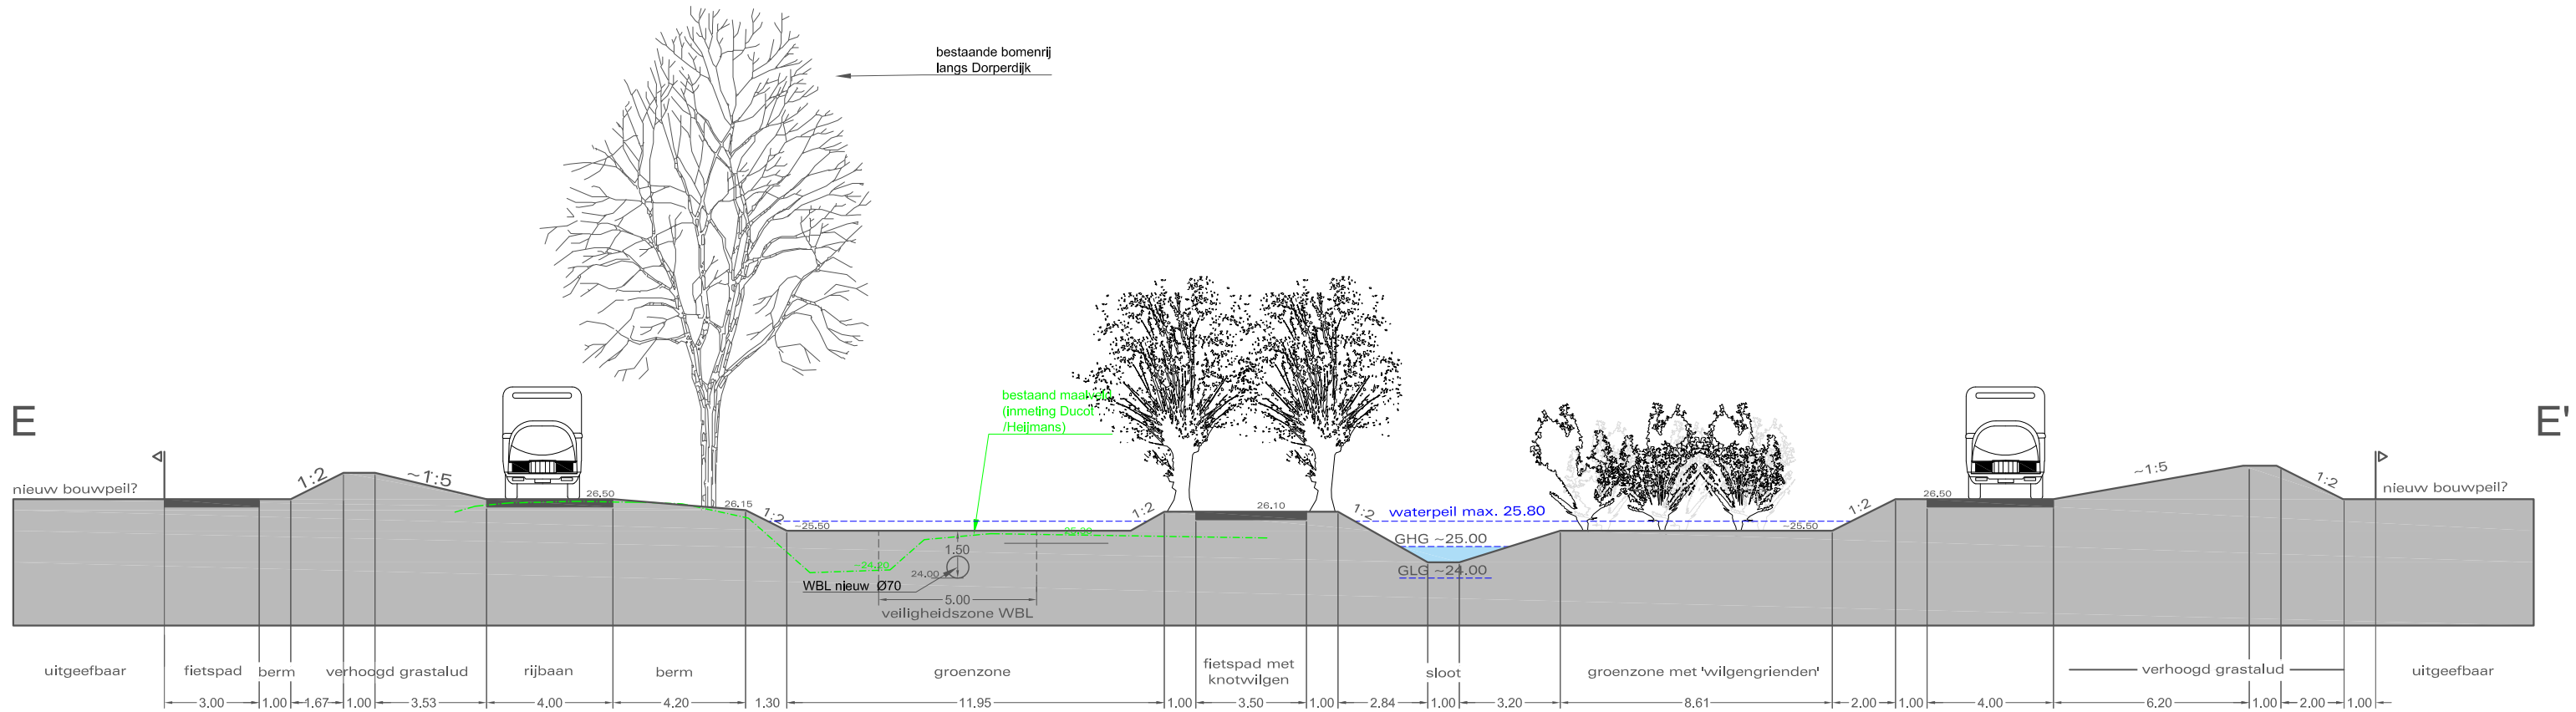 bestaande bomenrij
langs Dorperdijk
bestaand maaiveld
(inmeting Ducot
/Heijmans)
E
E'
nieuw bouwpeil?
1:2
~1:5
26.50
26.15
1:2
~25.50
1.50
24.00
~24.20
WBL nieuw Ø70
5.00
veiligheidszone WBL
1:2
26.10
1:2
waterpeil max. 25.80
GHG ~25.00
GLG ~24.00
~25.50
1:2
26.50
~1:5
1:2
nieuw bouwpeil?
uitgeefbaar
fietspad
berm
verhoogd grastalud
rijbaan
berm
groenzone
fietspad met
knotwilgen
sloot
groenzone met 'wilgengrienden'
verhoogd grastalud
uitgeefbaar
3.00 1.00 1.67 1.00 3.53 4.00 4.20 1.30 11.95 1.00 3.50 1.00 2.84 1.00 3.20 8.61 2.00 1.00 4.00 6.20 1.00 2.00 1.00